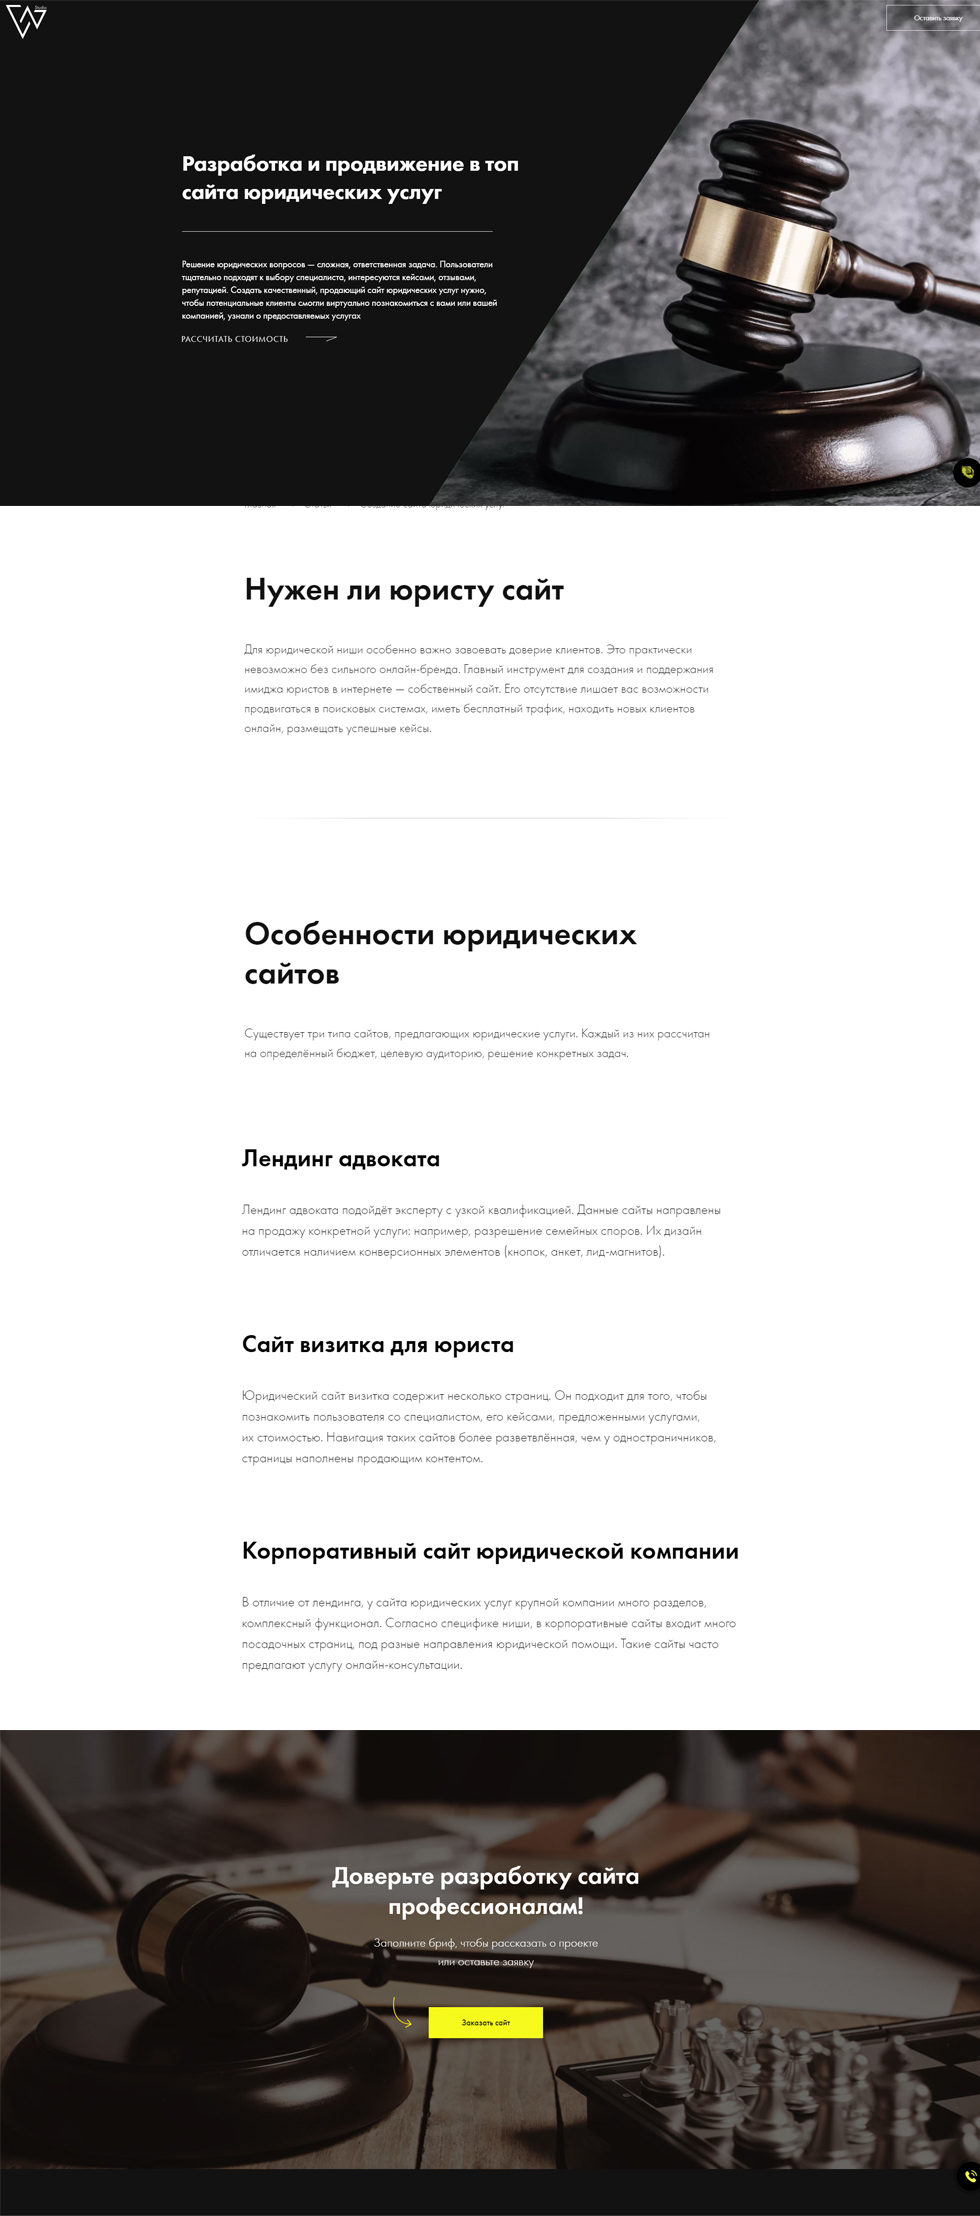 Studio
Оставить заявку
Разработка и продвижение в топ
сайта юридических услуг
Решение юридических вопросов — сложная, ответственная задача. Пользователи
тщательно подходят к выбору специалиста, интересуются кейсами, отзывами,
репутацией. Создать качественный, продающий сайт юридических услуг нужно,
чтобы потенциальные клиенты смогли виртуально познакомиться с вами или вашей
компанией, узнали о предоставляемых услугах
РАССЧИТАТЬ СТОИМОСТЬ
Нужен ли юристу сайт
Для юридической ниши особенно важно завоевать доверие клиентов. Это практически
невозможно без сильного онлайн-бренда. Главный инструмент для создания и поддержания
имиджа юристов в интернете — собственный сайт. Его отсутствие лишает вас возможности
продвигаться в поисковых системах, иметь бесплатный трафик, находить новых клиентов
онлайн, размещать успешные кейсы.
Особенности юридических
сайтов
Существует три типа сайтов, предлагающих юридические услуги. Каждый из них рассчитан
на определённый бюджет, целевую аудиторию, решение конкретных задач.
Лендинг адвоката
Лендинг адвоката подойдёт эксперту с узкой квалификацией. Данные сайты направлены
на продажу конкретной услуги: например, разрешение семейных споров. Их дизайн
отличается наличием конверсионных элементов (кнопок, анкет, лид-магнитов).
Сайт визитка для юриста
Юридический сайт визитка содержит несколько страниц. Он подходит для того, чтобы
познакомить пользователя со специалистом, его кейсами, предложенными услугами,
их стоимостью. Навигация таких сайтов более разветвлённая, чем у одностраничников,
страницы наполнены продающим контентом.
Корпоративный сайт юридической компании
В отличие от лендинга, у сайта юридических услуг крупной компании много разделов,
комплексный функционал. Согласно специфике ниши, в корпоративные сайты входит много
посадочных страниц, под разные направления юридической помощи. Такие сайты часто
предлагают услугу онлайн-консультации.
Доверьте разработку сайта
профессионалам!
Заполните бриф, чтобы рассказать о проекте
или оставьте заявку
Заказать сайт